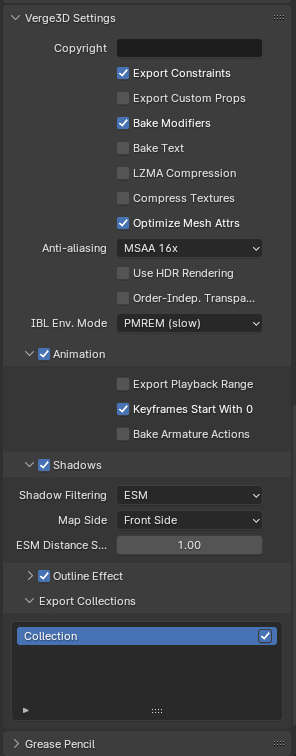 Verge3D Settings
Copyright
Export Constraints
Export Custom Props
Bake Modifiers
Bake Text
LZMA Compression
Compress Textures
Optimize Mesh Attrs
Anti-aliasing MSAA 16x
Use HDR Rendering
Order-Indep. Transpa...
IBL Env. Mode PMREM (slow)
Animation
Export Playback Range
Keyframes Start With 0
Bake Armature Actions
Shadows
Shadow Filtering ESM
Map Side Front Side
ESM Distance S... 1.00
Outline Effect
Export Collections
Collection
Grease Pencil